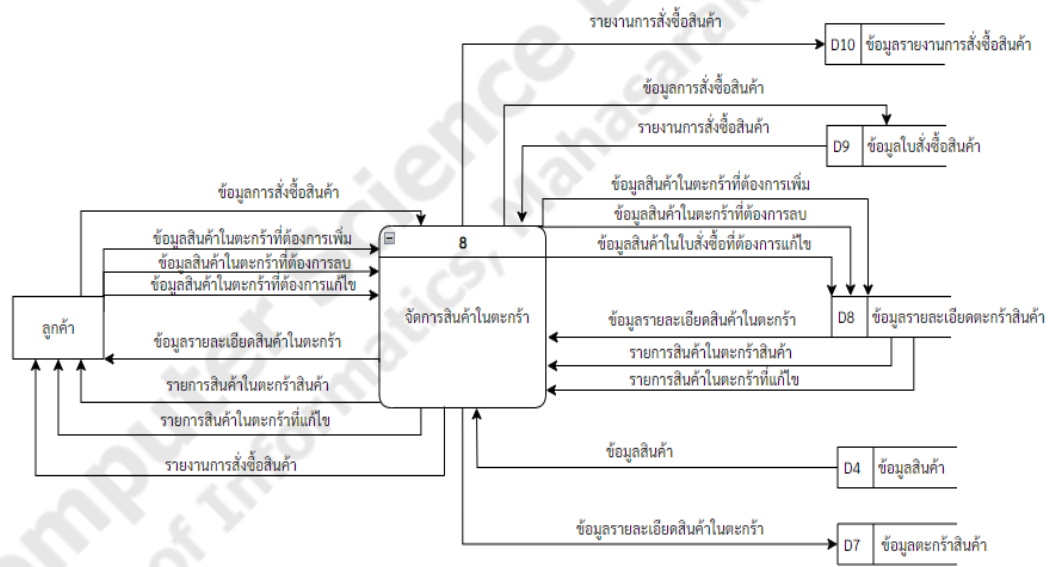 รายงานการสั่งซื้อสินค้า
D10 ข้อมูลรายงานการสั่งซื้อสินค้า
ข้อมูลการสั่งซื้อสินค้า
รายงานการสั่งซื้อสินค้า
D9 ข้อมูลใบสั่งซื้อสินค้า
ข้อมูลการสั่งซื้อสินค้า
ข้อมูลสินค้าในตะกร้าที่ต้องการเพิ่ม
ข้อมูลสินค้าในตะกร้าที่ต้องการลบ
ข้อมูลสินค้าในใบสั่งซื้อที่ต้องการแก้ไข
ข้อมูลสินค้าในตะกร้าที่ต้องการเพิ่ม
ข้อมูลสินค้าในตะกร้าที่ต้องการลบ
ข้อมูลสินค้าในตะกร้าที่ต้องการแก้ไข
8
จัดการสินค้าในตะกร้า
ลูกค้า
D8 ข้อมูลรายละเอียดตะกร้าสินค้า
ข้อมูลรายละเอียดสินค้าในตะกร้า
รายการสินค้าในตะกร้าสินค้า
รายการสินค้าในตะกร้าที่แก้ไข
ข้อมูลรายละเอียดสินค้าในตะกร้า
รายการสินค้าในตะกร้าสินค้า
รายการสินค้าในตะกร้าที่แก้ไข
รายงานการสั่งซื้อสินค้า
ข้อมูลสินค้า
D4 ข้อมูลสินค้า
ข้อมูลรายละเอียดสินค้าในตะกร้า
D7 ข้อมูลตะกร้าสินค้า
mputer Science
of Informatics, Mahasarak